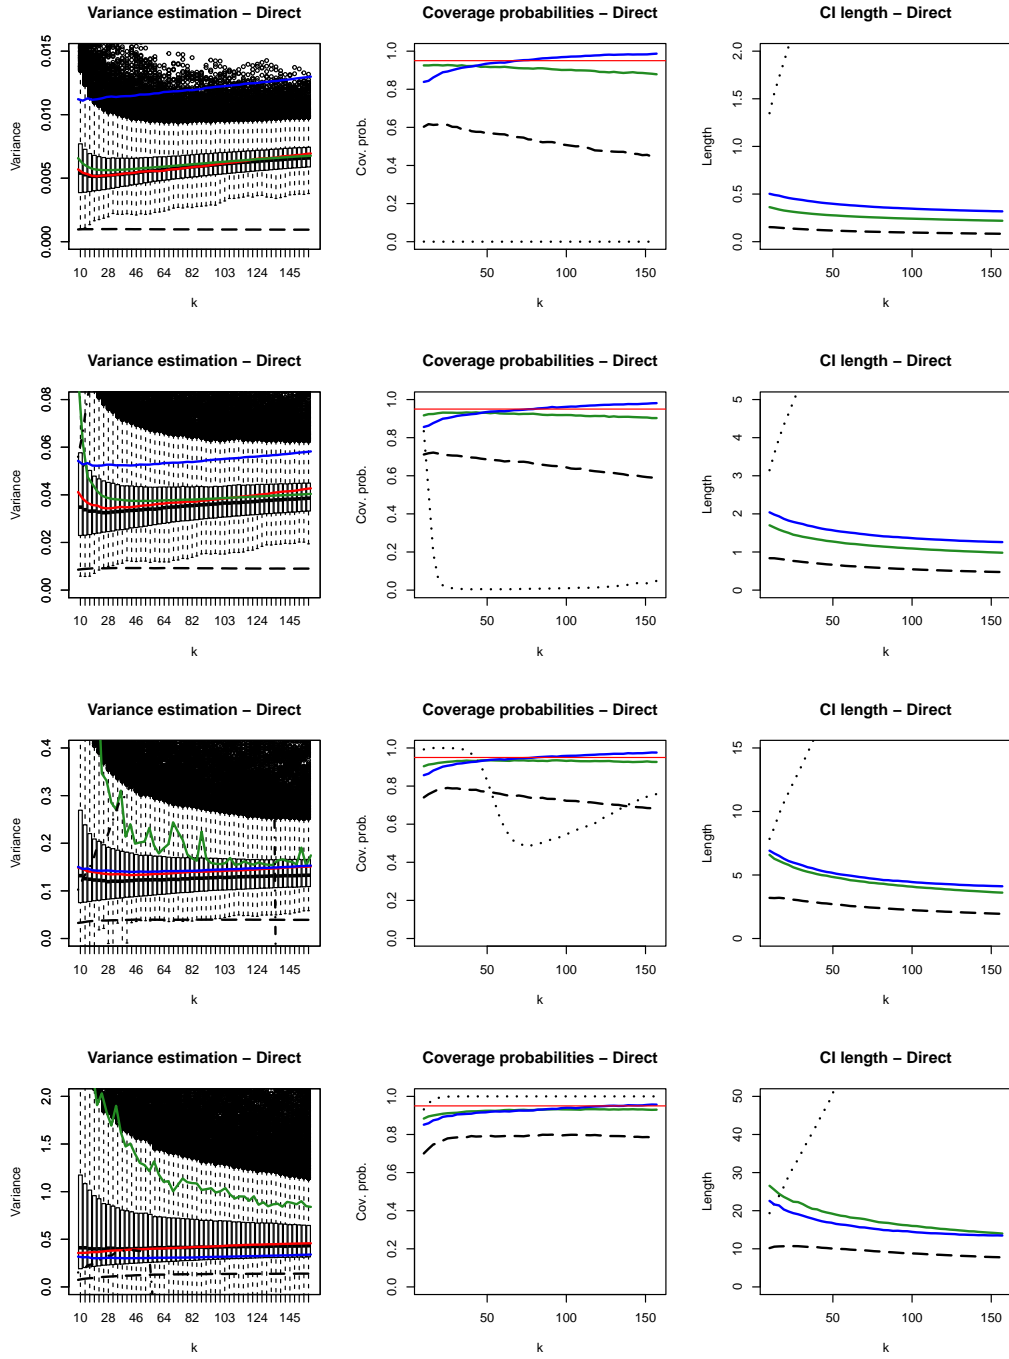 Variance estimation – Direct
Coverage probabilities – Direct
CI length – Direct
Variance
0.000 0.005 0.010 0.015
10 28 46 64 82 103 124 145
k
Cov. prob.
0.0 0.2 0.4 0.6 0.8 1.0
50 100 150
k
Length
0.0 0.5 1.0 1.5 2.0
0 50 100 150
k
Variance estimation – Direct
Coverage probabilities – Direct
CI length – Direct
Variance
0.00 0.02 0.04 0.06 0.08
10 28 46 64 82 103 124 145
k
Cov. prob.
0.0 0.2 0.4 0.6 0.8 1.0
50 100 150
k
Length
0 1 2 3 4 5
0 50 100 150
k
Variance estimation – Direct
Coverage probabilities – Direct
CI length – Direct
Variance
0.0 0.1 0.2 0.3 0.4
10 28 46 64 82 103 124 145
k
Cov. prob.
0.0 0.2 0.4 0.6 0.8 1.0
50 100 150
k
Length
0 5 10 15
0 50 100 150
k
Variance estimation – Direct
Coverage probabilities – Direct
CI length – Direct
Variance
0.0 0.5 1.0 1.5 2.0
10 28 46 64 82 103 124 145
k
Cov. prob.
0.0 0.2 0.4 0.6 0.8 1.0
50 100 150
k
Length
0 10 20 30 40 50
0 50 100 150
k